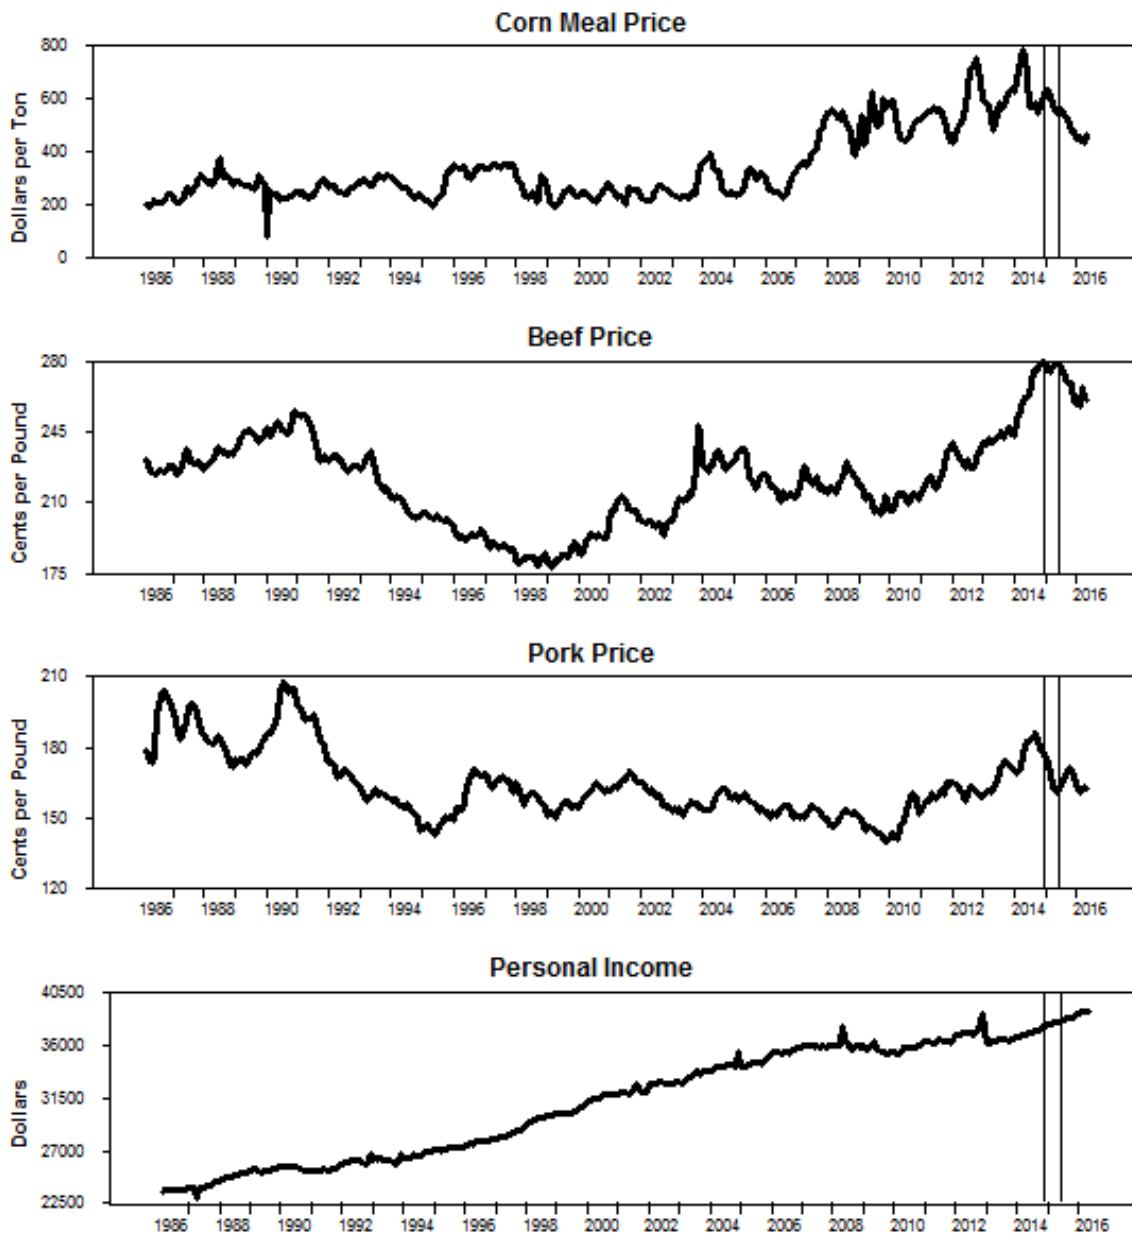 Corn Meal Price
Dollars per Ton
800
600
400
200
0
1986 1988 1990 1992 1994 1996 1998 2000 2002 2004 2006 2008 2010 2012 2014 2016
Beef Price
Cents per Pound
280
245
210
175
1986 1988 1990 1992 1994 1996 1998 2000 2002 2004 2006 2008 2010 2012 2014 2016
Pork Price
Cents per Pound
210
180
150
120
1986 1988 1990 1992 1994 1996 1998 2000 2002 2004 2006 2008 2010 2012 2014 2016
Personal Income
Dollars
40500
36000
31500
27000
22500
1986 1988 1990 1992 1994 1996 1998 2000 2002 2004 2006 2008 2010 2012 2014 2016